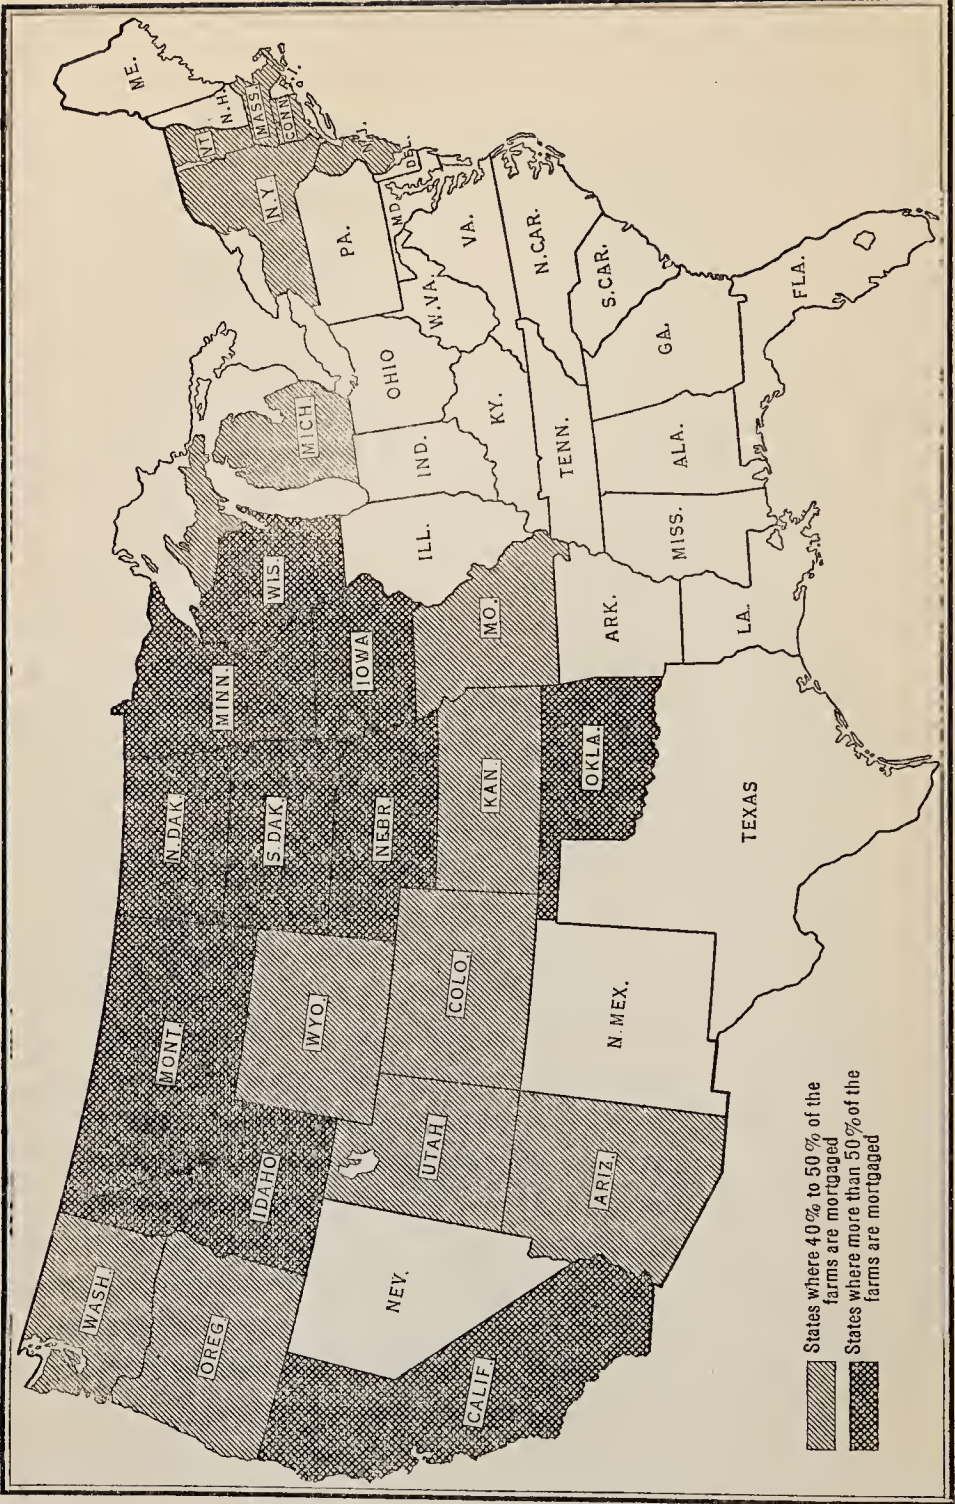 WASH.
OREG.
CALIF.
NEV.
IDAHO
MONT.
WYO.
UTAH
ARIZ.
COLO.
N.MEX.
N.DAK.
S.DAK.
NEBR.
KAN.
OKLA.
TEXAS
MINN.
IOWA
MO.
ARK.
LA.
WIS.
ILL.
MISS.
MICH.
IND.
OHIO
KY.
TENN.
ALA.
GA.
FLA.
S.CAR.
N.CAR.
VA.
W.VA.
MD.
DEL.
PA.
N.J.
N.Y.
CONN.
R.I.
MASS.
VT.
N.H.
ME.
States where 40% to 50% of the
farms are mortgaged
States where more than 50% of the
farms are mortgaged